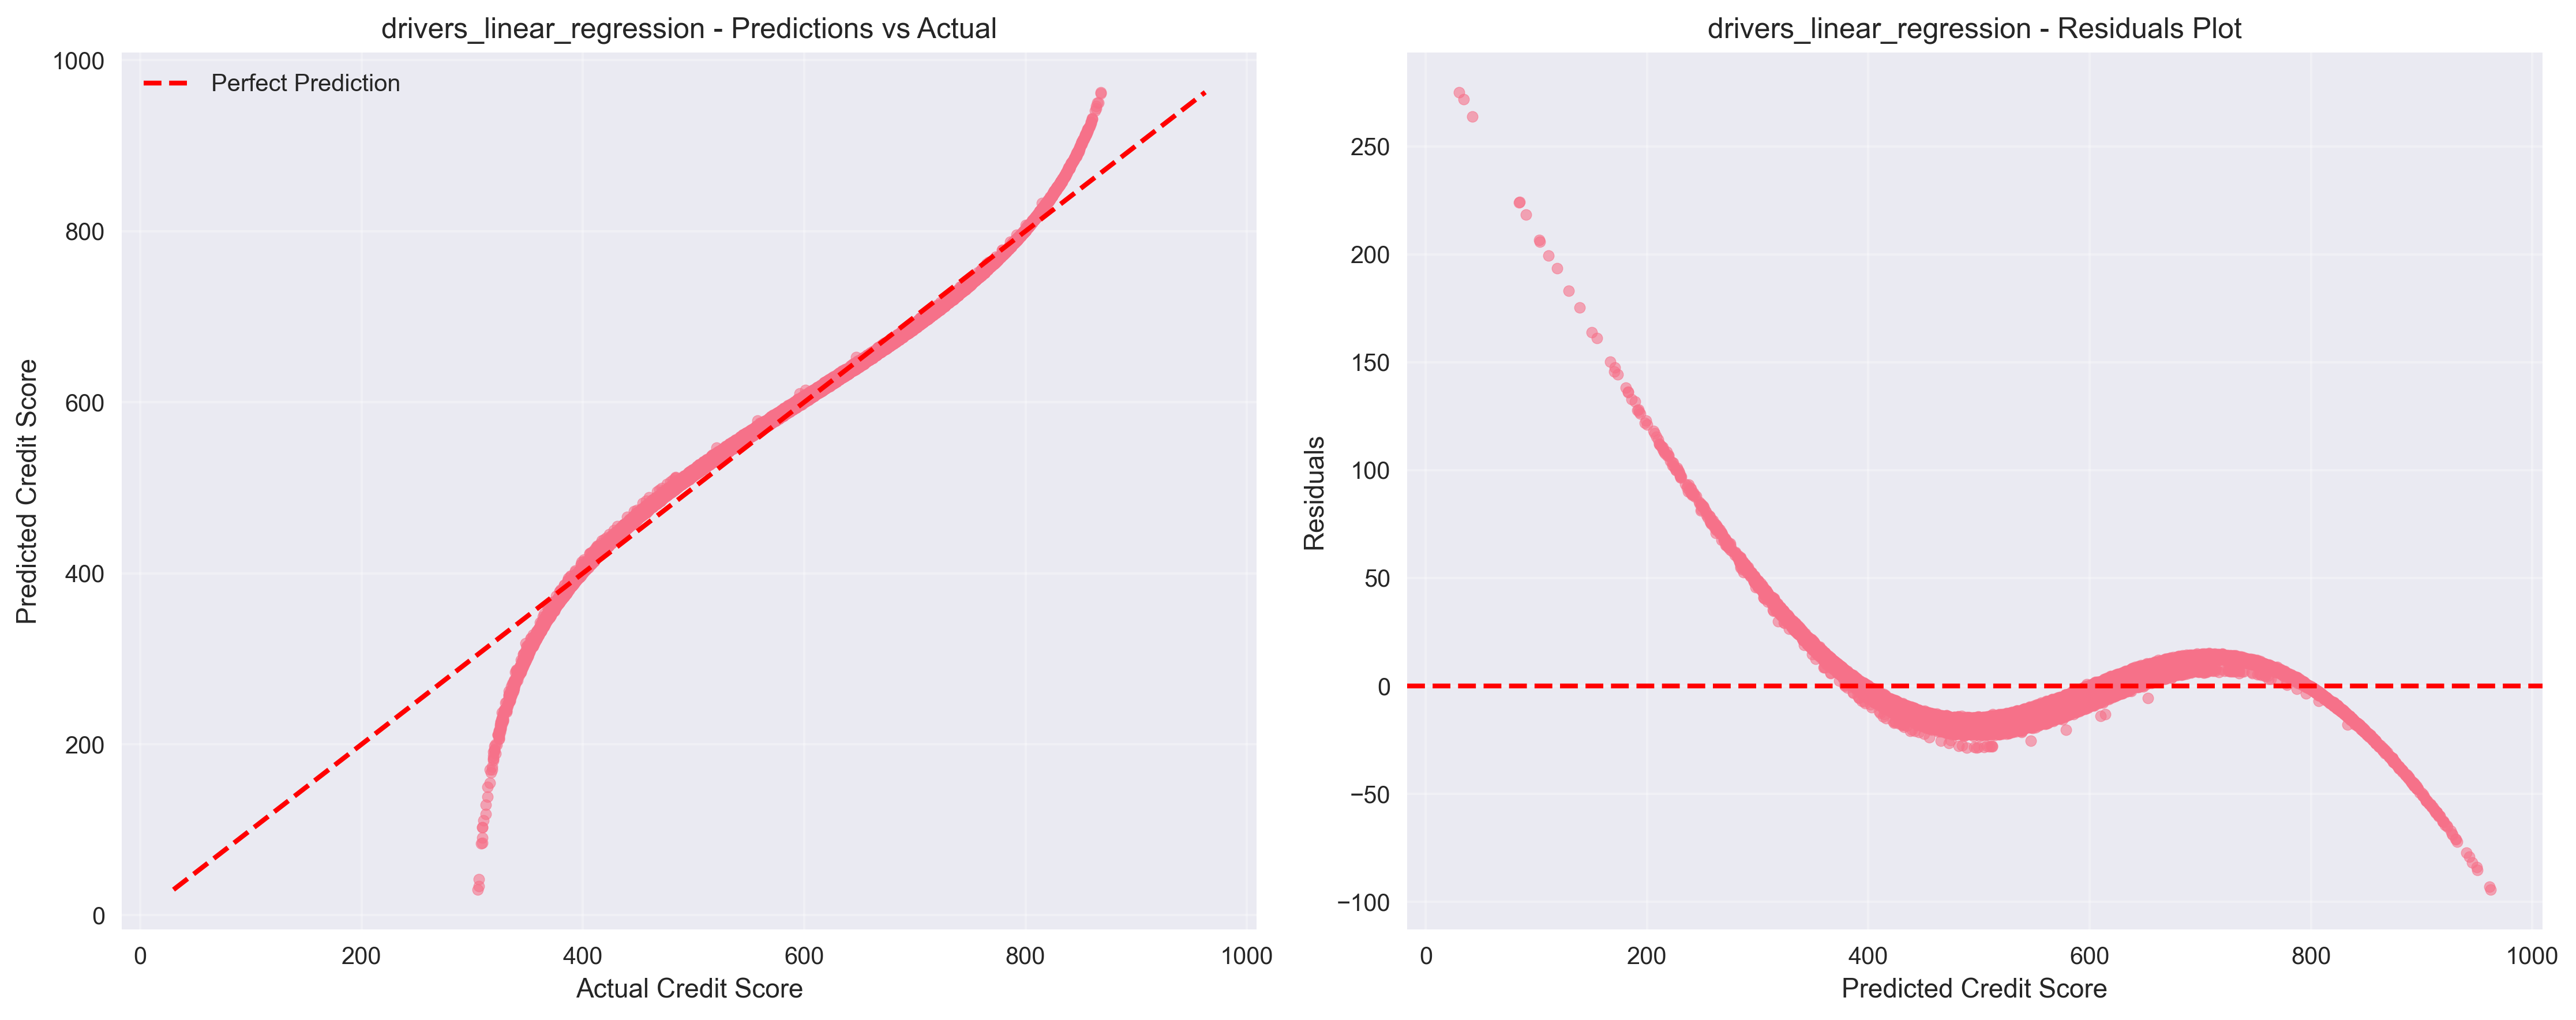 drivers_linear_regression - Predictions vs Actual
1000
800
600
400
200
0
Predicted Credit Score
Perfect Prediction
0 200 400 600 800 1000
Actual Credit Score
drivers_linear_regression - Residuals Plot
250
200
150
100
50
0
−50
−100
Residuals
0 200 400 600 800 1000
Predicted Credit Score